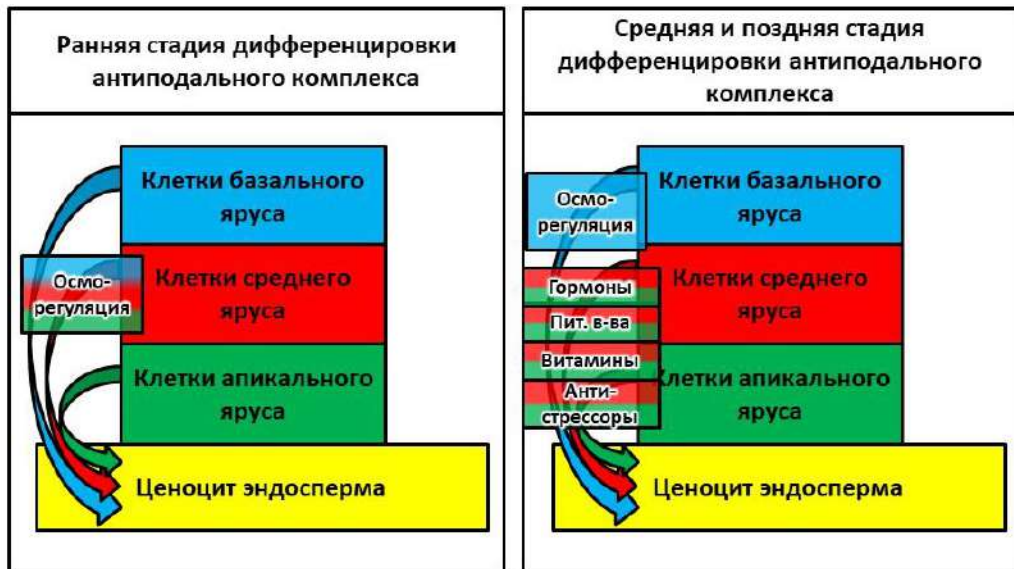 Ранняя стадия дифференцировки
антиподального комплекса
Клетки базального
яруса
Осмо-
регуляция
Клетки среднего
яруса
Клетки апикального
яруса
Ценоцит эндосперма
Средняя и поздняя стадия
дифференцировки антиподального
комплекса
Клетки базального
яруса
Осмо-
регуляция
Гормоны
Клетки среднего
яруса
Пит. в-ва
Витамины
Клетки апикального
яруса
Анти-
стрессоры
Ценоцит эндосперма